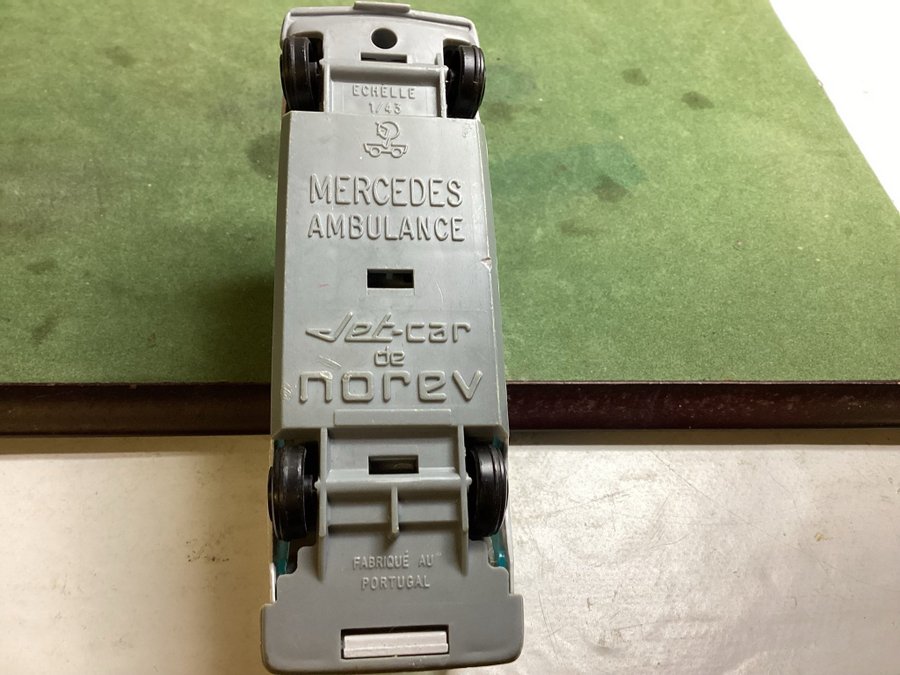 ECHELLE
1/43
MERCEDES
AMBULANCE
Jet-car
de
norev
FABRIQUÉ AU
PORTUGAL